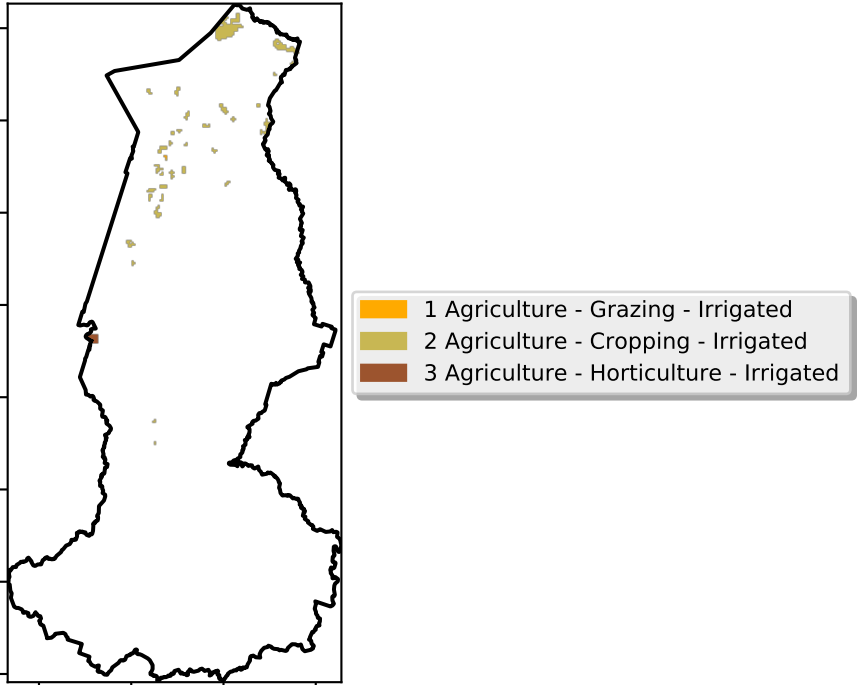 1 Agriculture - Grazing - Irrigated
2 Agriculture - Cropping - Irrigated
3 Agriculture - Horticulture - Irrigated